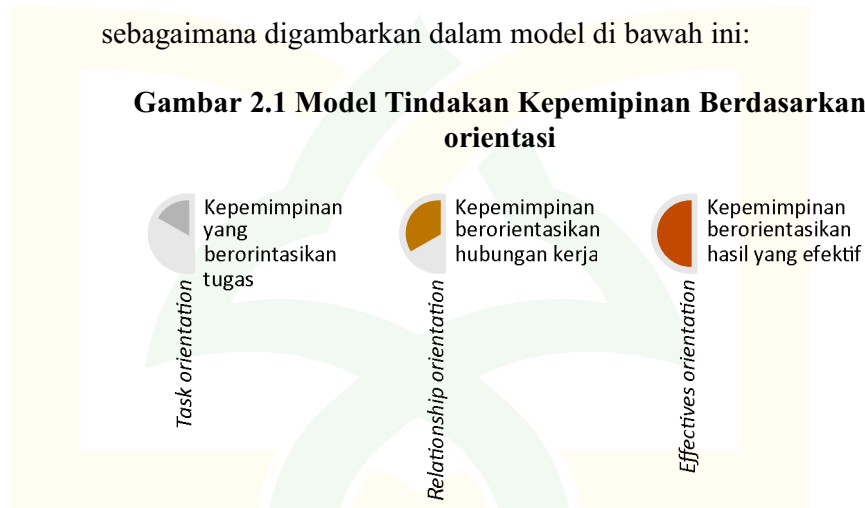 sebagaimana digambarkan dalam model di bawah ini:
Gambar 2.1 Model Tindakan Kepemipinan Berdasarkan
orientasi
Kepemimpinan
yang
berorintasikan
tugas
Task orientation
Kepemimpinan
berorientasikan
hubungan kerja
Relationship orientation
Kepemimpinan
berorientasikan
hasil yang efektif
Effectives orientation